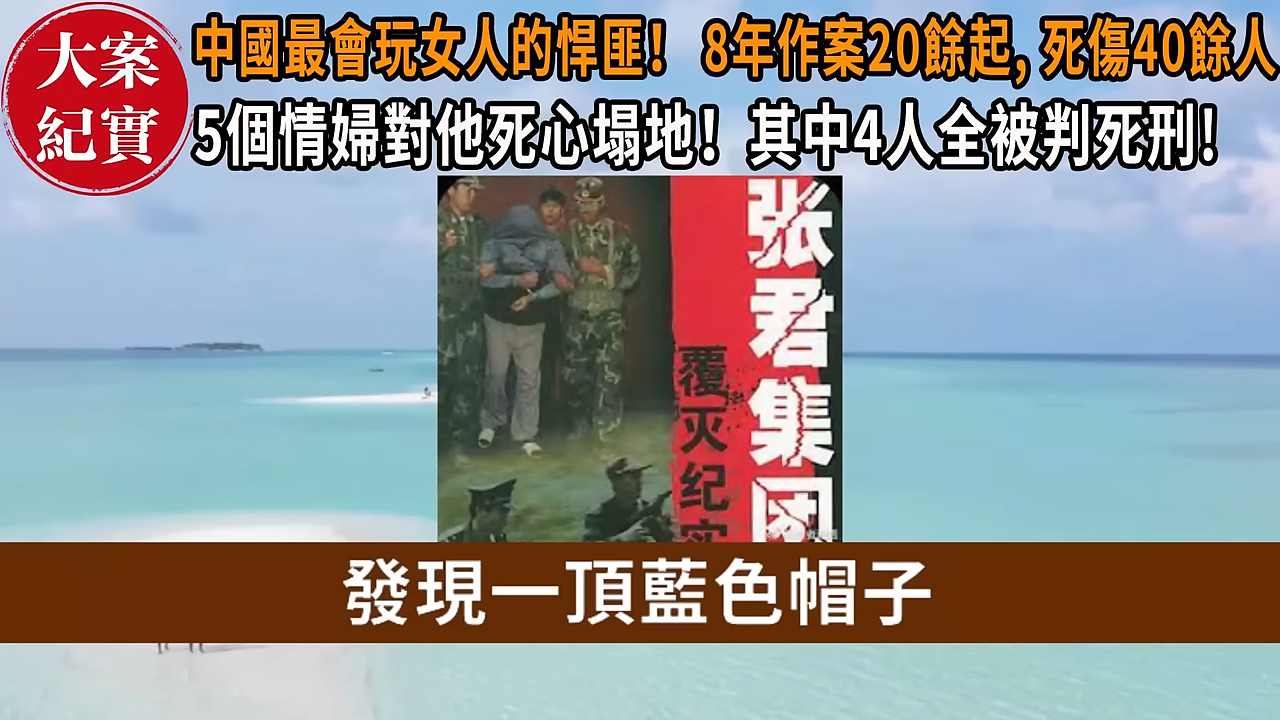 大案
紀實
中國最會玩女人的悍匪! 8年作案20餘起,死傷40餘人
5個情婦對他死心塌地!其中4人全被判死刑!
张君集团
覆灭纪实
發現一頂藍色帽子